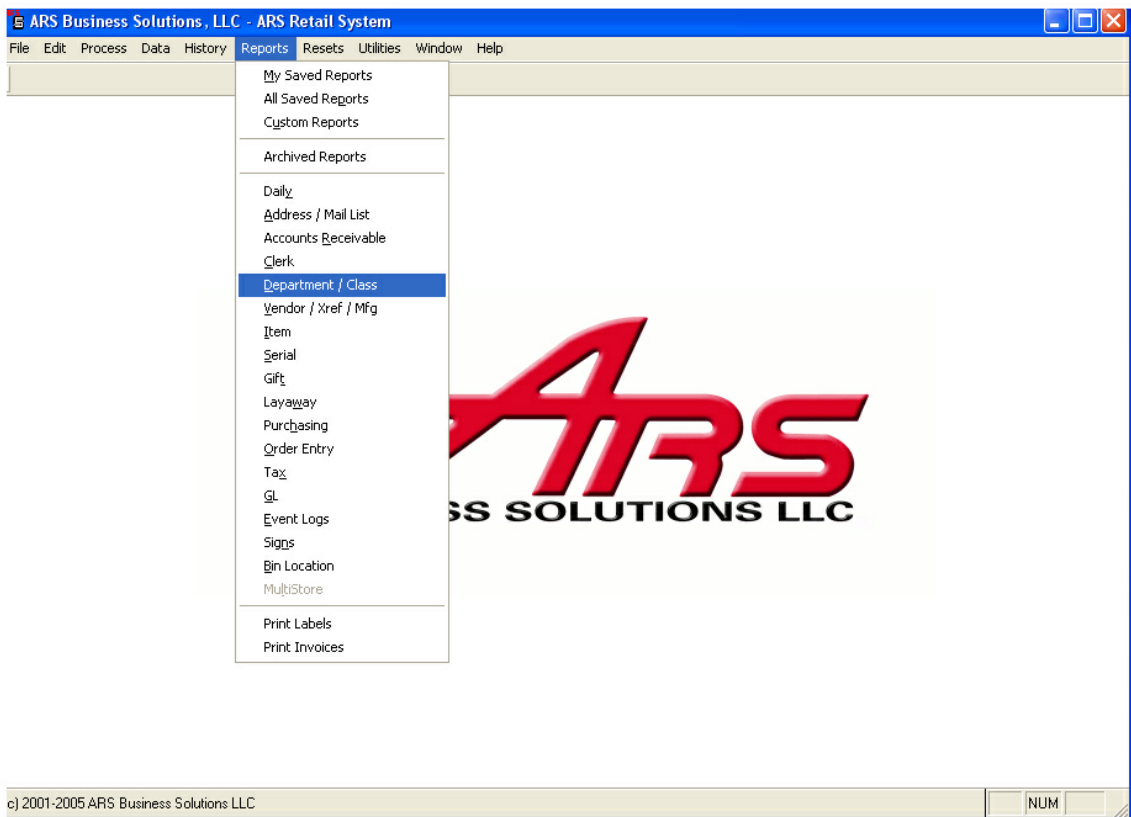 ARS Business Solutions, LLC - ARS Retail System
File Edit Process Data History Reports Resets Utilities Window Help
My Saved Reports
All Saved Reports
Custom Reports
Archived Reports
Daily
Address / Mail List
Accounts Receivable
Clerk
Department / Class
Vendor / Xref / Mfg
Item
Serial
Gift
Layaway
Purchasing
Order Entry
Tax
GL
Event Logs
Signs
Bin Location
MultiStore
Print Labels
Print Invoices
ARS
SS SOLUTIONS LLC
c) 2001-2005 ARS Business Solutions LLC
NUM